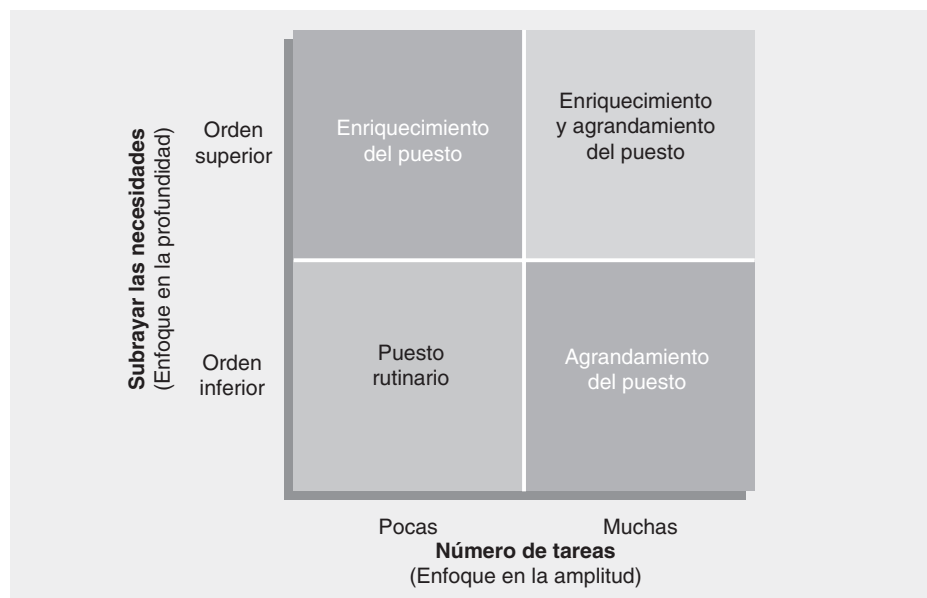 Subrayar las necesidades
(Enfoque en la profundidad)
Orden
superior
Enriquecimiento
del puesto
Enriquecimiento
y agrandamiento
del puesto
Orden
inferior
Puesto
rutinario
Agrandamiento
del puesto
Pocas
Muchas
Número de tareas
(Enfoque en la amplitud)